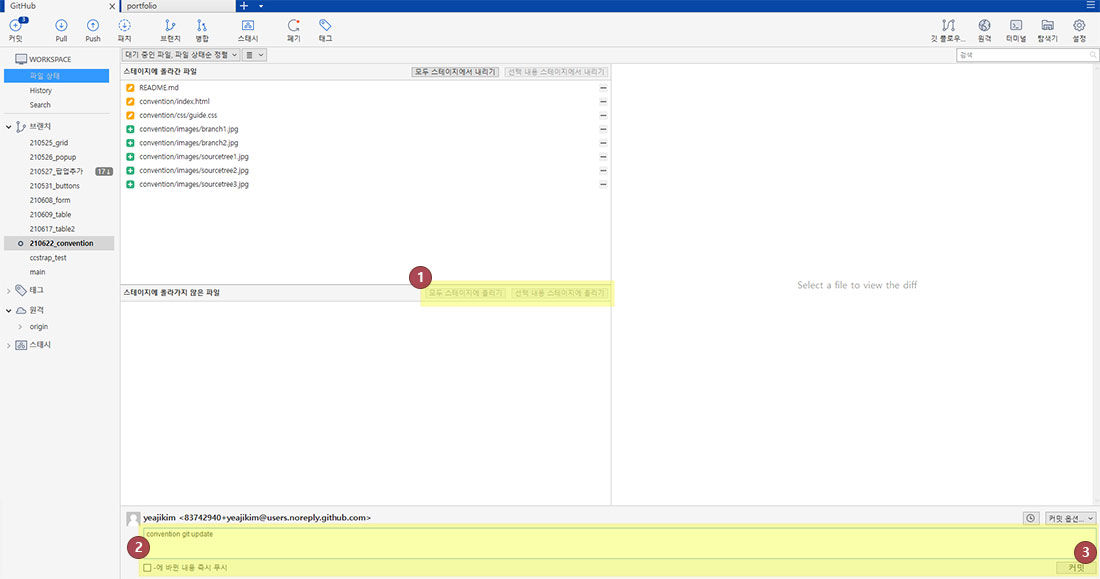 GitHub
portfolio
3
커밋
Pull
Push
패치
브랜치
병합
스태시
폐기
태그
깃 플로우...
원격
터미널
탐색기
설정
WORKSPACE
파일 상태
History
Search
브랜치
210525_grid
210526_popup
210527_팝업추가 17↓
210531_buttons
210608_form
210609_table
210617_table2
210622_convention
ccstrap_test
main
태그
원격
origin
스태시
대기 중인 파일, 파일 상태순 정렬
검색
스테이지에 올라간 파일
모두 스테이지에서 내리기
선택 내용 스테이지에서 내리기
README.md
convention/index.html
convention/css/guide.css
convention/images/branch1.jpg
convention/images/branch2.jpg
convention/images/sourcetree1.jpg
convention/images/sourcetree2.jpg
convention/images/sourcetree3.jpg
1
스테이지에 올라가지 않은 파일
모두 스테이지에 올리기
선택 내용 스테이지에 올리기
Select a file to view the diff
yeajikim <83742940+yeajikim@users.noreply.github.com>
커밋 옵션...
convention git update
2
3
-에 바뀐 내용 즉시 푸시
커밋